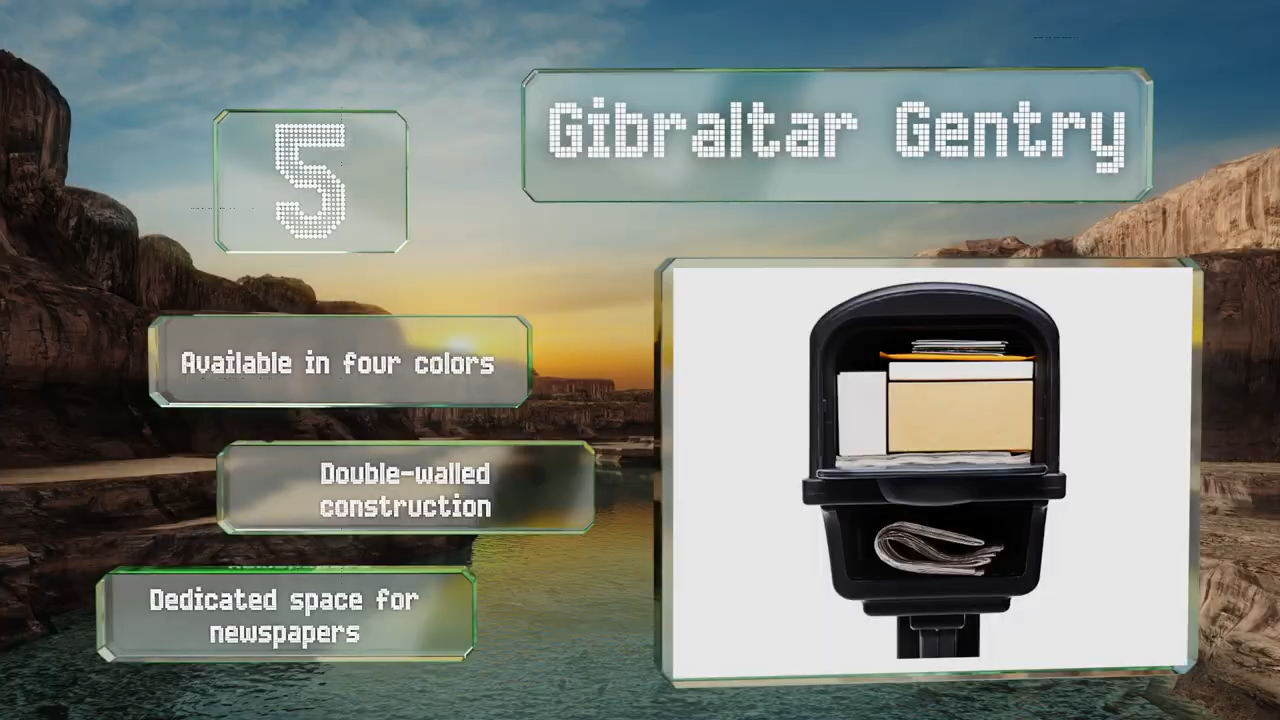 5
Gibraltar Gentry
Available in four colors
Double-walled
construction
Dedicated space for
newspapers